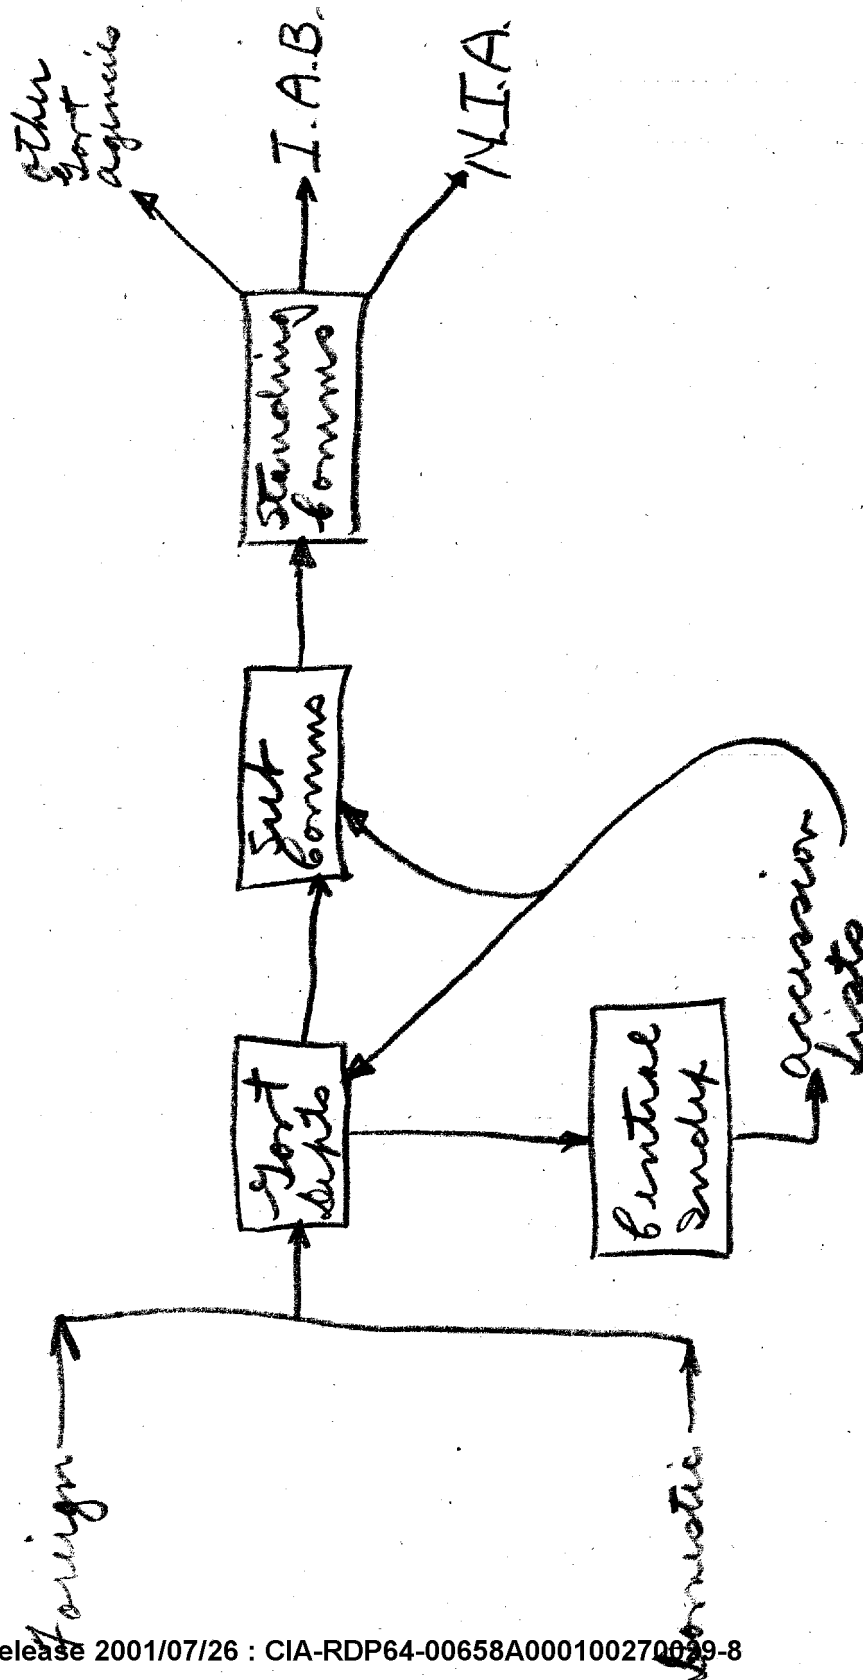 Foreign
Domestic
Govt
Depts
Central
Index
accession
lists
Sub
Comms
Standing
Comms
Other
Govt
agencies
I.A.B.
N.I.A.
elease 2001/07/26 : CIA-RDP64-00658A000100270029-8